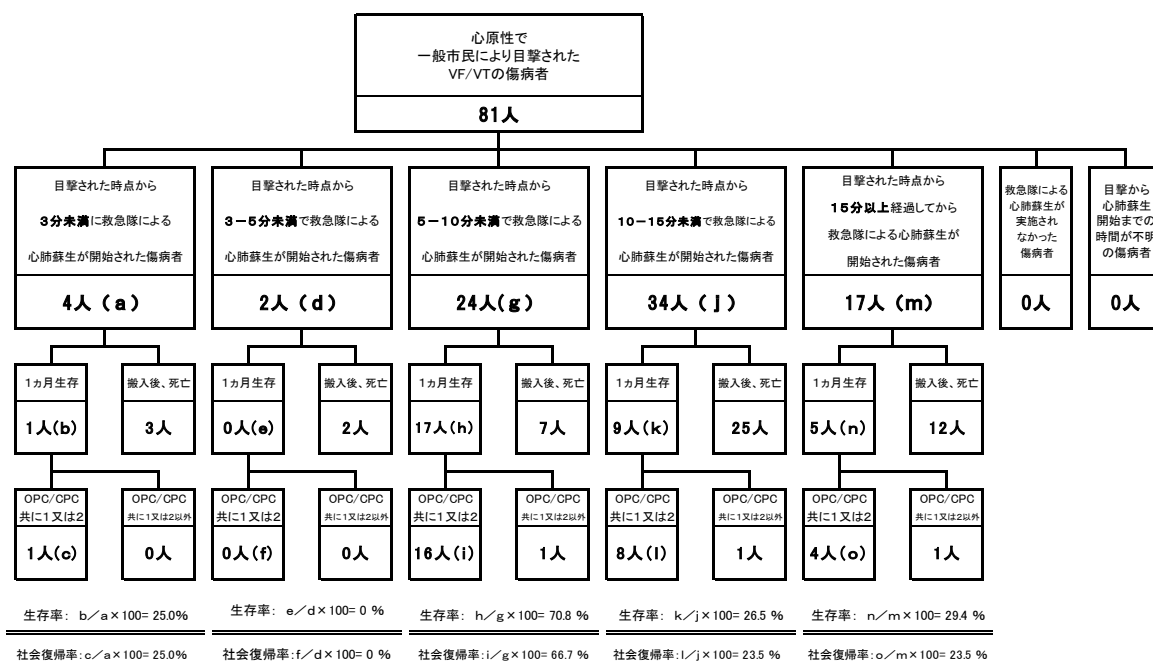 心原性で
一般市民により目撃された
VF/VTの傷病者
81人
目撃された時点から
3分未満に救急隊による
心肺蘇生が開始された傷病者
4人（a）
目撃された時点から
3－5分未満で救急隊による
心肺蘇生が開始された傷病者
2人（d）
目撃された時点から
5－10分未満で救急隊による
心肺蘇生が開始された傷病者
24人(g)
目撃された時点から
10－15分未満で救急隊による
心肺蘇生が開始された傷病者
34人（j）
目撃された時点から
15分以上経過してから
救急隊による心肺蘇生が
開始された傷病者
17人（m）
救急隊による
心肺蘇生が
実施され
なかった
傷病者
0人
目撃から
心肺蘇生
開始までの
時間が不明
の傷病者
0人
1ヵ月生存
1人(b)
搬入後、死亡
3人
1ヵ月生存
0人(e)
搬入後、死亡
2人
1ヵ月生存
17人(h)
搬入後、死亡
7人
1ヵ月生存
9人(k)
搬入後、死亡
25人
1ヵ月生存
5人(n)
搬入後、死亡
12人
OPC/CPC
共に1又は2
1人(c)
OPC/CPC
共に1又は2以外
0人
OPC/CPC
共に1又は2
0人(f)
OPC/CPC
共に1又は2以外
0人
OPC/CPC
共に1又は2
16人(i)
OPC/CPC
共に1又は2以外
1人
OPC/CPC
共に1又は2
8人(l)
OPC/CPC
共に1又は2以外
1人
OPC/CPC
共に1又は2
4人(o)
OPC/CPC
共に1又は2以外
1人
生存率： b／a×100= 25.0%
生存率： e／d×100= 0 %
生存率： h／g×100= 70.8 %
生存率： k／j×100= 26.5 %
生存率： n／m×100= 29.4 %
社会復帰率:c／a×100= 25.0%
社会復帰率:f／d×100= 0 %
社会復帰率:i／g×100= 66.7 %
社会復帰率:l／j×100= 23.5 %
社会復帰率:o／m×100= 23.5 %